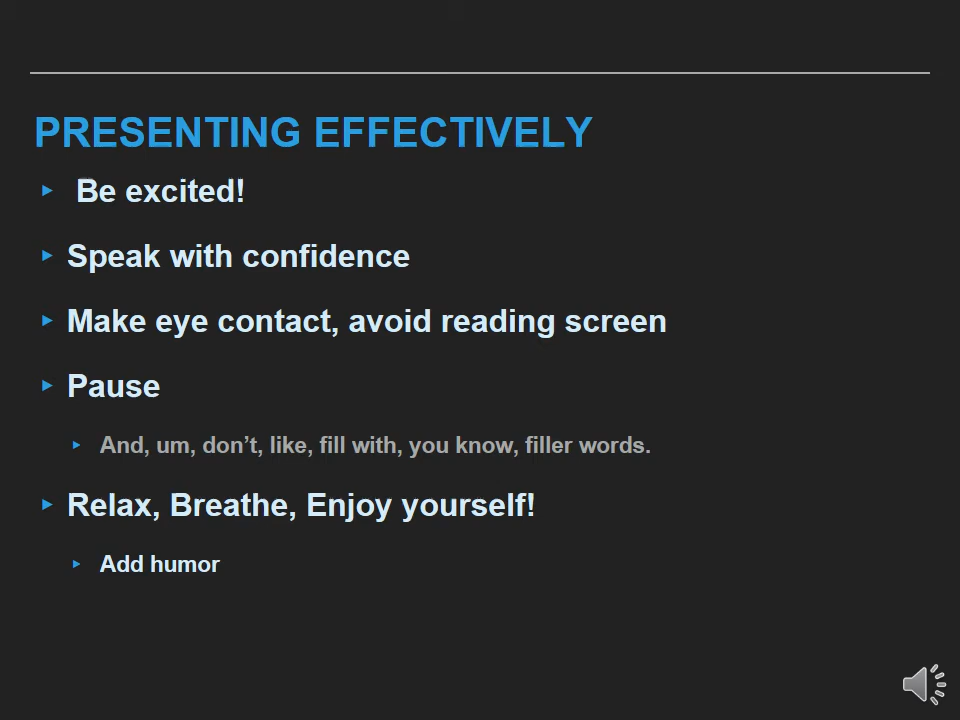 PRESENTING EFFECTIVELY
Be excited!
Speak with confidence
Make eye contact, avoid reading screen
Pause
And, um, don’t, like, fill with, you know, filler words.
Relax, Breathe, Enjoy yourself!
Add humor